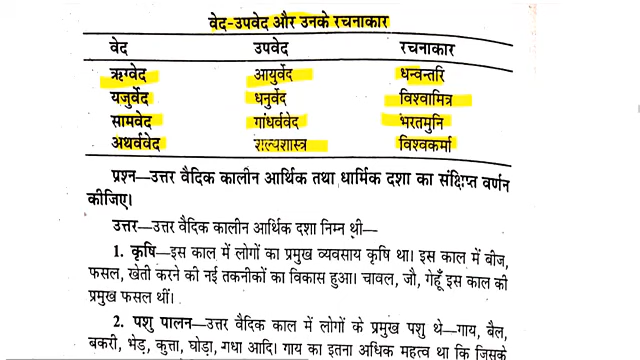 वेद-उपवेद और उनके रचनाकार
वेद उपवेद रचनाकार
ऋग्वेद आयुर्वेद धन्वन्तरि
यजुर्वेद धनुर्वेद विश्वामित्र
सामवेद गांधर्ववेद भरतमुनि
अथर्ववेद शल्यशास्त्र विश्वकर्मा
प्रश्न—उत्तर वैदिक कालीन आर्थिक तथा धार्मिक दशा का संक्षिप्त वर्णन
कीजिए।
उत्तर—उत्तर वैदिक कालीन आर्थिक दशा निम्न थी—
1. कृषि—इस काल में लोगों का प्रमुख व्यवसाय कृषि था। इस काल में बीज,
फसल, खेती करने की नई तकनीकों का विकास हुआ। चावल, जौ, गेहूँ इस काल की
प्रमुख फसल थीं।
2. पशु पालन—उत्तर वैदिक काल में लोगों के प्रमुख पशु थे—गाय, बैल,
बकरी, भेड़, कुत्ता, घोड़ा, गधा आदि। गाय का इतना अधिक महत्व था कि जिसके